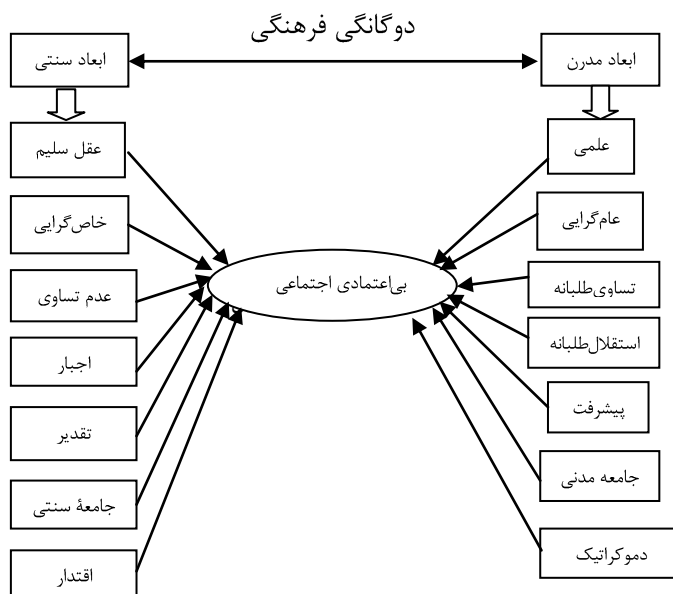 دوگانگی فرهنگی
ابعاد مدرن
ابعاد سنتی
علمی
عقل سلیم
عام‌گرایی
خاص‌گرایی
تساوی‌طلبانه
بی‌اعتمادی اجتماعی
عدم تساوی
استقلال‌طلبانه
اجبار
پیشرفت
تقدیر
جامعه مدنی
جامعهٔ سنتی
دموکراتیک
اقتدار